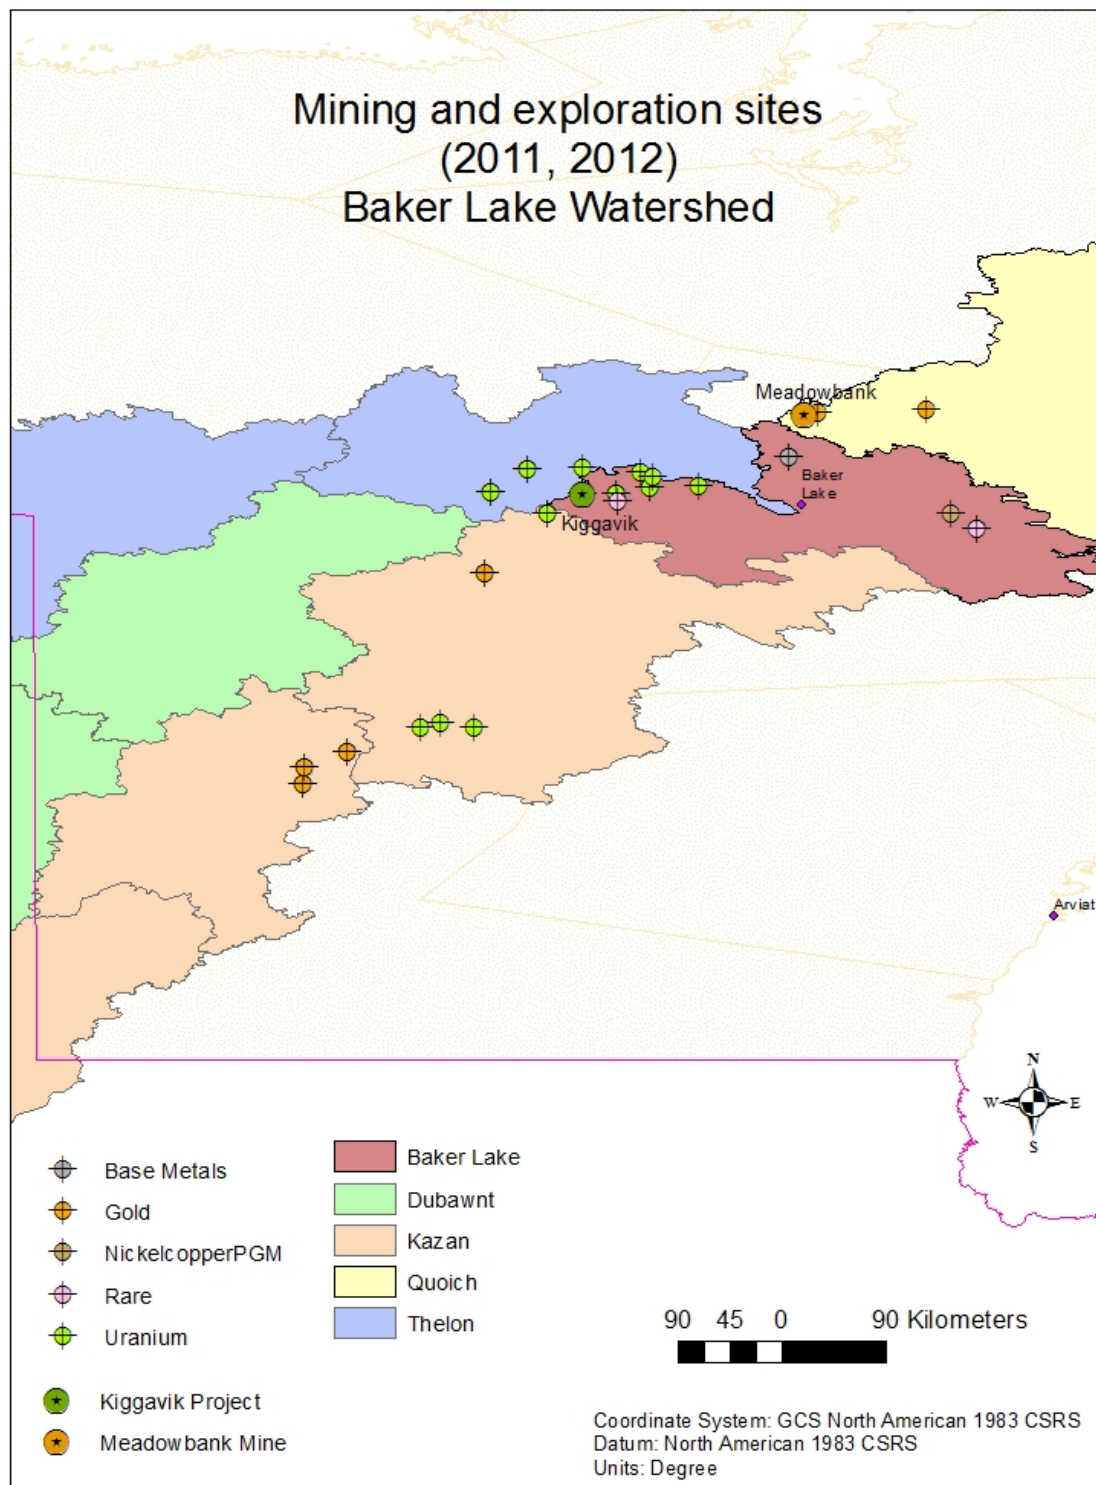 Mining and exploration sites
(2011, 2012)
Baker Lake Watershed
Meadowbank
Baker
Lake
Kiggavik
Arviat
N
W E
S
Base Metals
Gold
NickelcopperPGM
Rare
Uranium
Kiggavik Project
Meadowbank Mine
Baker Lake
Dubawnt
Kazan
Quoich
Thelon
90 45 0 90 Kilometers
Coordinate System: GCS North American 1983 CSRS
Datum: North American 1983 CSRS
Units: Degree